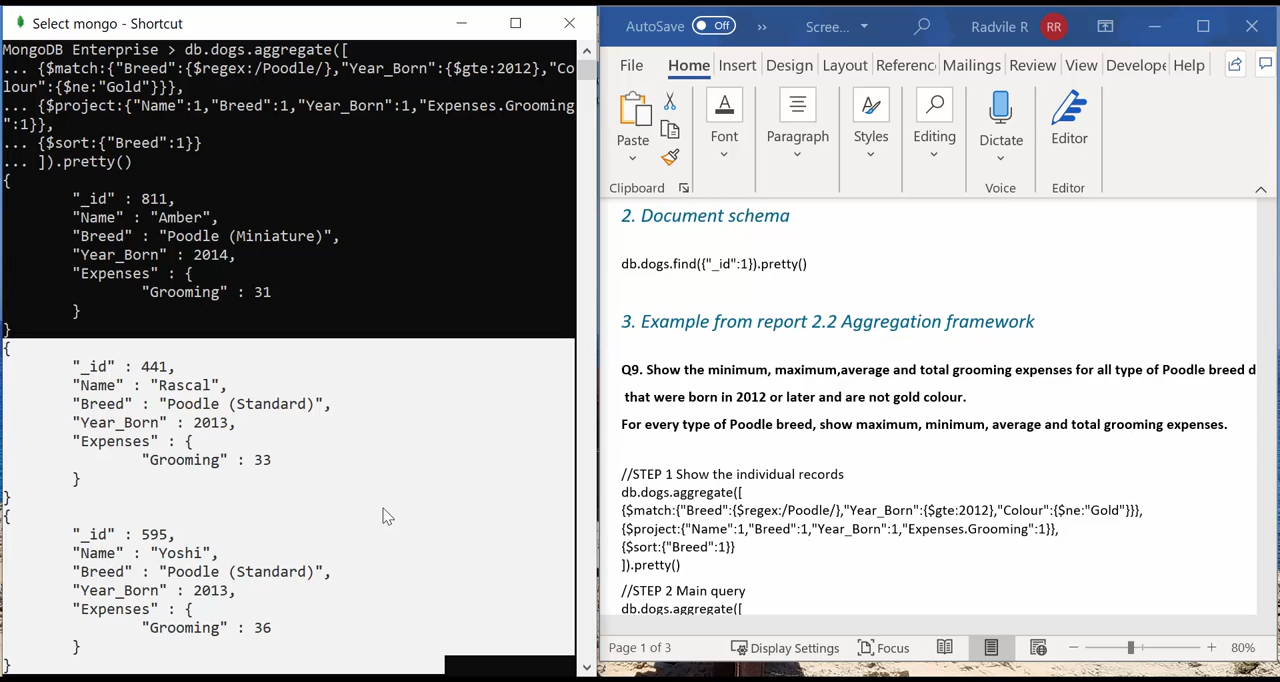 Select mongo - Shortcut
MongoDB Enterprise > db.dogs.aggregate([
... {$match:{"Breed":{$regex:/Poodle/},"Year_Born":{$gte:2012},"Co
lour":{$ne:"Gold"}}},
... {$project:{"Name":1,"Breed":1,"Year_Born":1,"Expenses.Grooming
":1}},
... {$sort:{"Breed":1}}
... ]).pretty()
{
"_id" : 811,
"Name" : "Amber",
"Breed" : "Poodle (Miniature)",
"Year_Born" : 2014,
"Expenses" : {
"Grooming" : 31
}
}
{
"_id" : 441,
"Name" : "Rascal",
"Breed" : "Poodle (Standard)",
"Year_Born" : 2013,
"Expenses" : {
"Grooming" : 33
}
}
{
"_id" : 595,
"Name" : "Yoshi",
"Breed" : "Poodle (Standard)",
"Year_Born" : 2013,
"Expenses" : {
"Grooming" : 36
}
}
AutoSave Off Scree... Radvile R RR
File Home Insert Design Layout Referenc Mailings Review View Develope Help
Paste Font Paragraph Styles Editing Dictate Editor
Clipboard Voice Editor
2. Document schema
db.dogs.find({"_id":1}).pretty()
3. Example from report 2.2 Aggregation framework
Q9. Show the minimum, maximum,average and total grooming expenses for all type of Poodle breed d
that were born in 2012 or later and are not gold colour.
For every type of Poodle breed, show maximum, minimum, average and total grooming expenses.
//STEP 1 Show the individual records
db.dogs.aggregate([
{$match:{"Breed":{$regex:/Poodle/},"Year_Born":{$gte:2012},"Colour":{$ne:"Gold"}}},
{$project:{"Name":1,"Breed":1,"Year_Born":1,"Expenses.Grooming":1}},
{$sort:{"Breed":1}}
]).pretty()
//STEP 2 Main query
db.dogs.aggregate([
Page 1 of 3 Display Settings Focus 80%